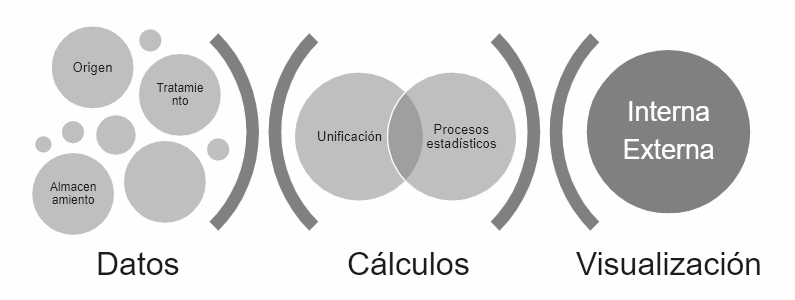 Origen
Tratamie
nto
Almacen
amiento
Datos
Unificación
Procesos
estadísticos
Cálculos
Interna
Externa
Visualización